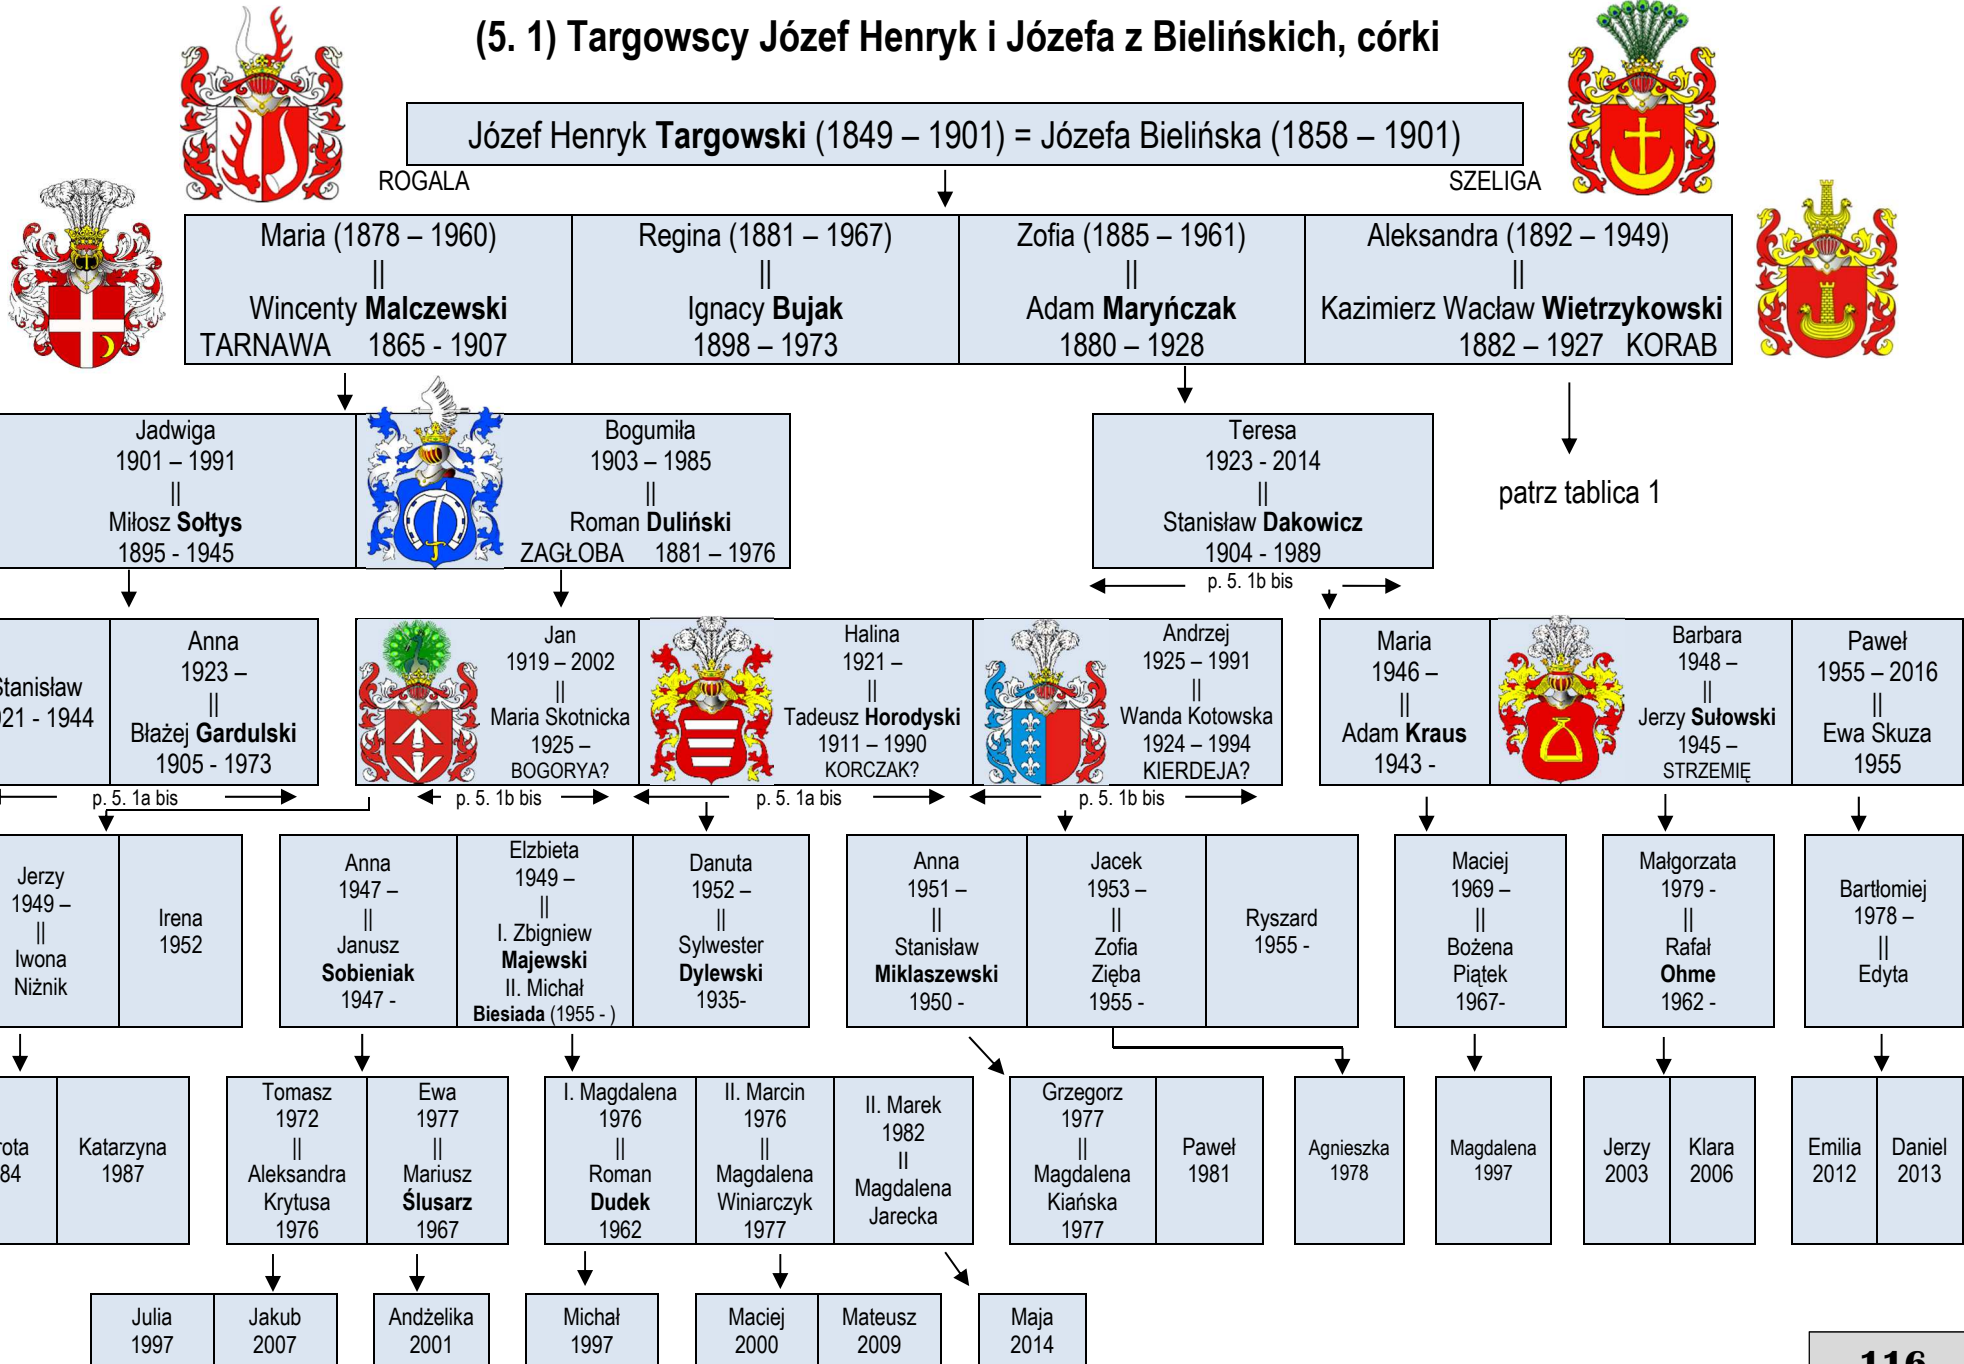 (5. 1) Targowscy Józef Henryk i Józefa z Bielińskich, córki
Józef Henryk Targowski (1849 – 1901) = Józefa Bielińska (1858 – 1901)
ROGALA
SZELIGA
Maria (1878 – 1960)
||
Wincenty Malczewski
TARNAWA 1865 - 1907
Regina (1881 – 1967)
||
Ignacy Bujak
1898 – 1973
Zofia (1885 – 1961)
||
Adam Maryńczak
1880 – 1928
Aleksandra (1892 – 1949)
||
Kazimierz Wacław Wietrzykowski
1882 – 1927 KORAB
Jadwiga
1901 – 1991
||
Miłosz Sołtys
1895 - 1945
Bogumiła
1903 – 1985
||
Roman Duliński
ZAGŁOBA 1881 – 1976
Teresa
1923 - 2014
||
Stanisław Dakowicz
1904 - 1989
patrz tablica 1
p. 5. 1b bis
Stanisław
21 - 1944
Anna
1923 –
||
Błażej Gardulski
1905 - 1973
Jan
1919 – 2002
||
Maria Skotnicka
1925 –
BOGORYA?
Halina
1921 –
||
Tadeusz Horodyski
1911 – 1990
KORCZAK?
Andrzej
1925 – 1991
||
Wanda Kotowska
1924 – 1994
KIERDEJA?
Maria
1946 –
||
Adam Kraus
1943 -
Barbara
1948 –
||
Jerzy Sułowski
1945 –
STRZEMIĘ
Paweł
1955 – 2016
||
Ewa Skuza
1955
p. 5. 1a bis
p. 5. 1b bis
p. 5. 1a bis
p. 5. 1b bis
Jerzy
1949 –
||
Iwona
Niżnik
Irena
1952
Anna
1947 –
||
Janusz
Sobieniak
1947 -
Elzbieta
1949 –
||
I. Zbigniew
Majewski
II. Michał
Biesiada (1955 - )
Danuta
1952 –
||
Sylwester
Dylewski
1935-
Anna
1951 –
||
Stanisław
Miklaszewski
1950 -
Jacek
1953 –
||
Zofia
Zięba
1955 -
Ryszard
1955 -
Maciej
1969 –
||
Bożena
Piątek
1967-
Małgorzata
1979 -
||
Rafał
Ohme
1962 -
Bartłomiej
1978 –
||
Edyta
ota
84
Katarzyna
1987
Tomasz
1972
||
Aleksandra
Krytusa
1976
Ewa
1977
||
Mariusz
Ślusarz
1967
I. Magdalena
1976
||
Roman
Dudek
1962
II. Marcin
1976
||
Magdalena
Winiarczyk
1977
II. Marek
1982
II
Magdalena
Jarecka
Grzegorz
1977
||
Magdalena
Kiańska
1977
Paweł
1981
Agnieszka
1978
Magdalena
1997
Jerzy
2003
Klara
2006
Emilia
2012
Daniel
2013
Julia
1997
Jakub
2007
Andżelika
2001
Michał
1997
Maciej
2000
Mateusz
2009
Maja
2014
116